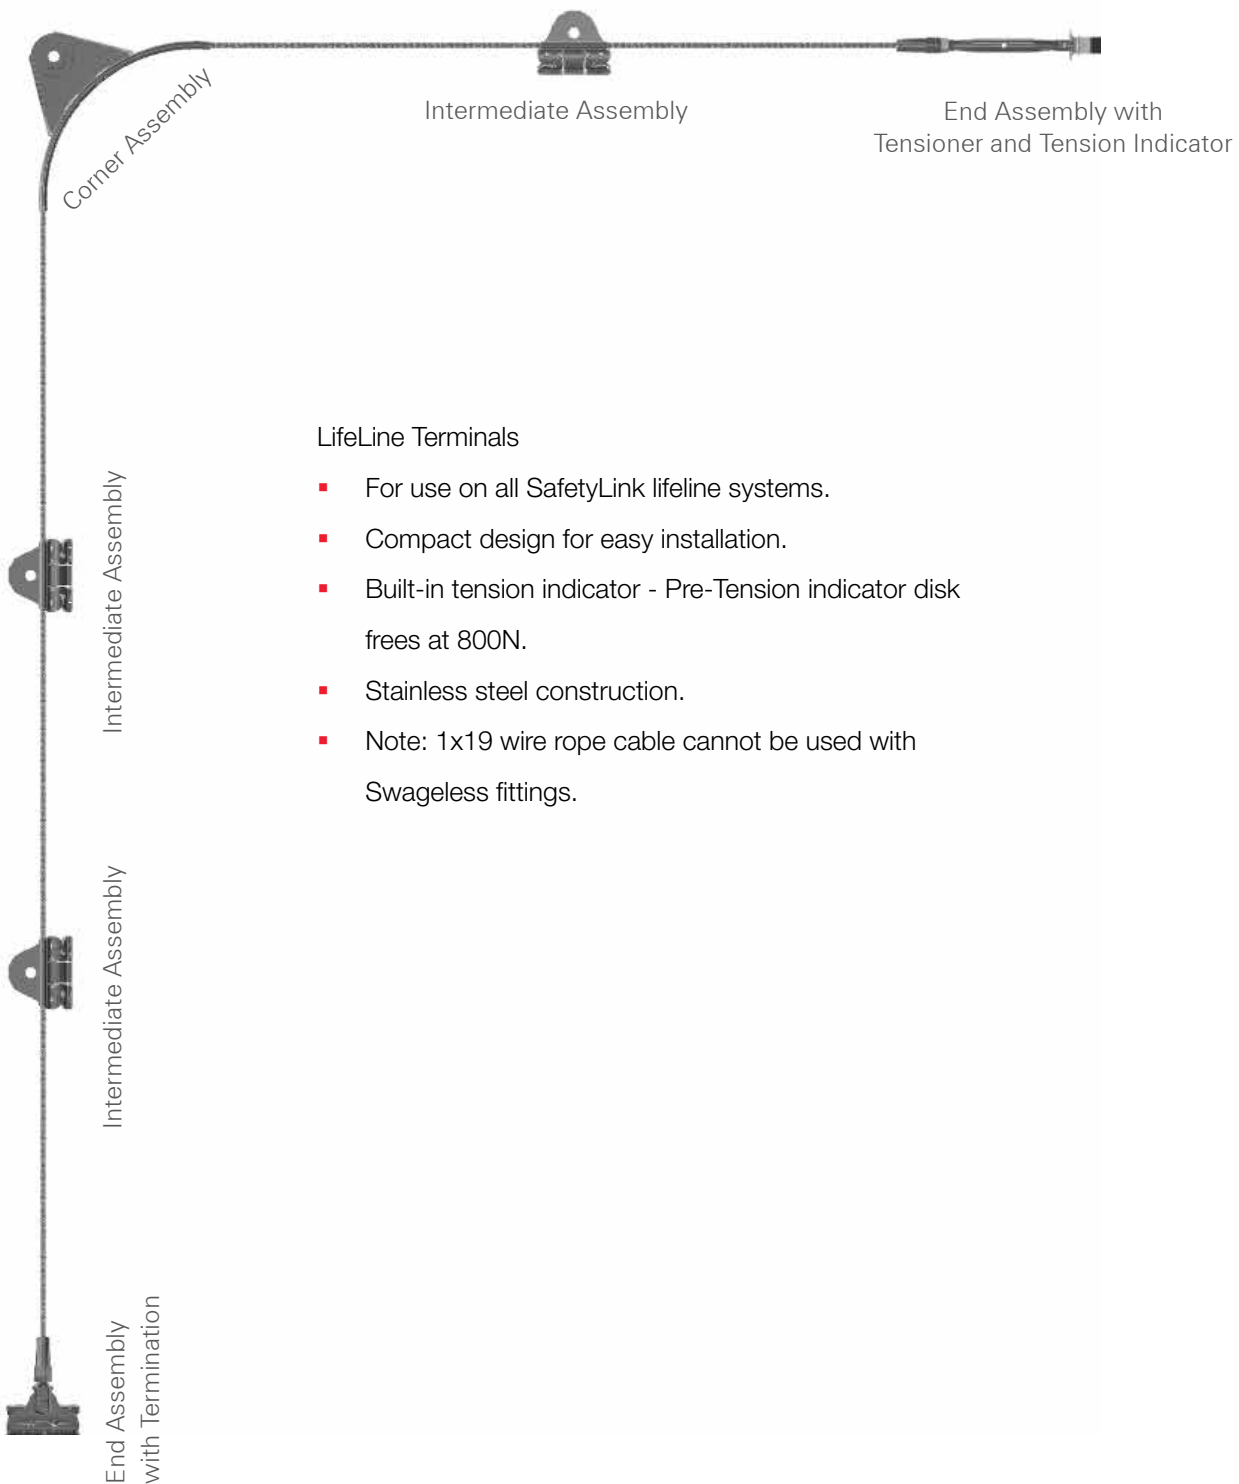 Intermediate Assembly
End Assembly with
Tensioner and Tension Indicator
Corner Assembly
LifeLine Terminals
▪ For use on all SafetyLink lifeline systems.
▪ Compact design for easy installation.
▪ Built-in tension indicator - Pre-Tension indicator disk
frees at 800N.
▪ Stainless steel construction.
▪ Note: 1x19 wire rope cable cannot be used with
Swageless fittings.
Intermediate Assembly
Intermediate Assembly
End Assembly
with Termination